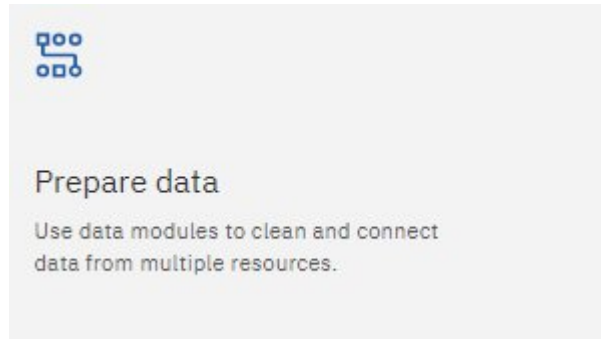 Prepare data
Use data modules to clean and connect
data from multiple resources.